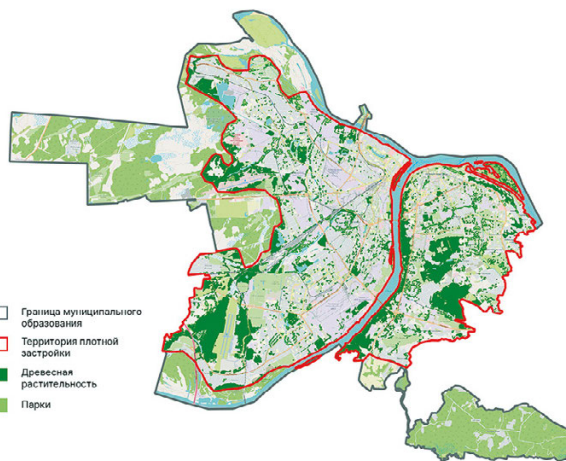 Граница муниципального
образования
Территория плотной
застройки
Древесная
растительность
Парки